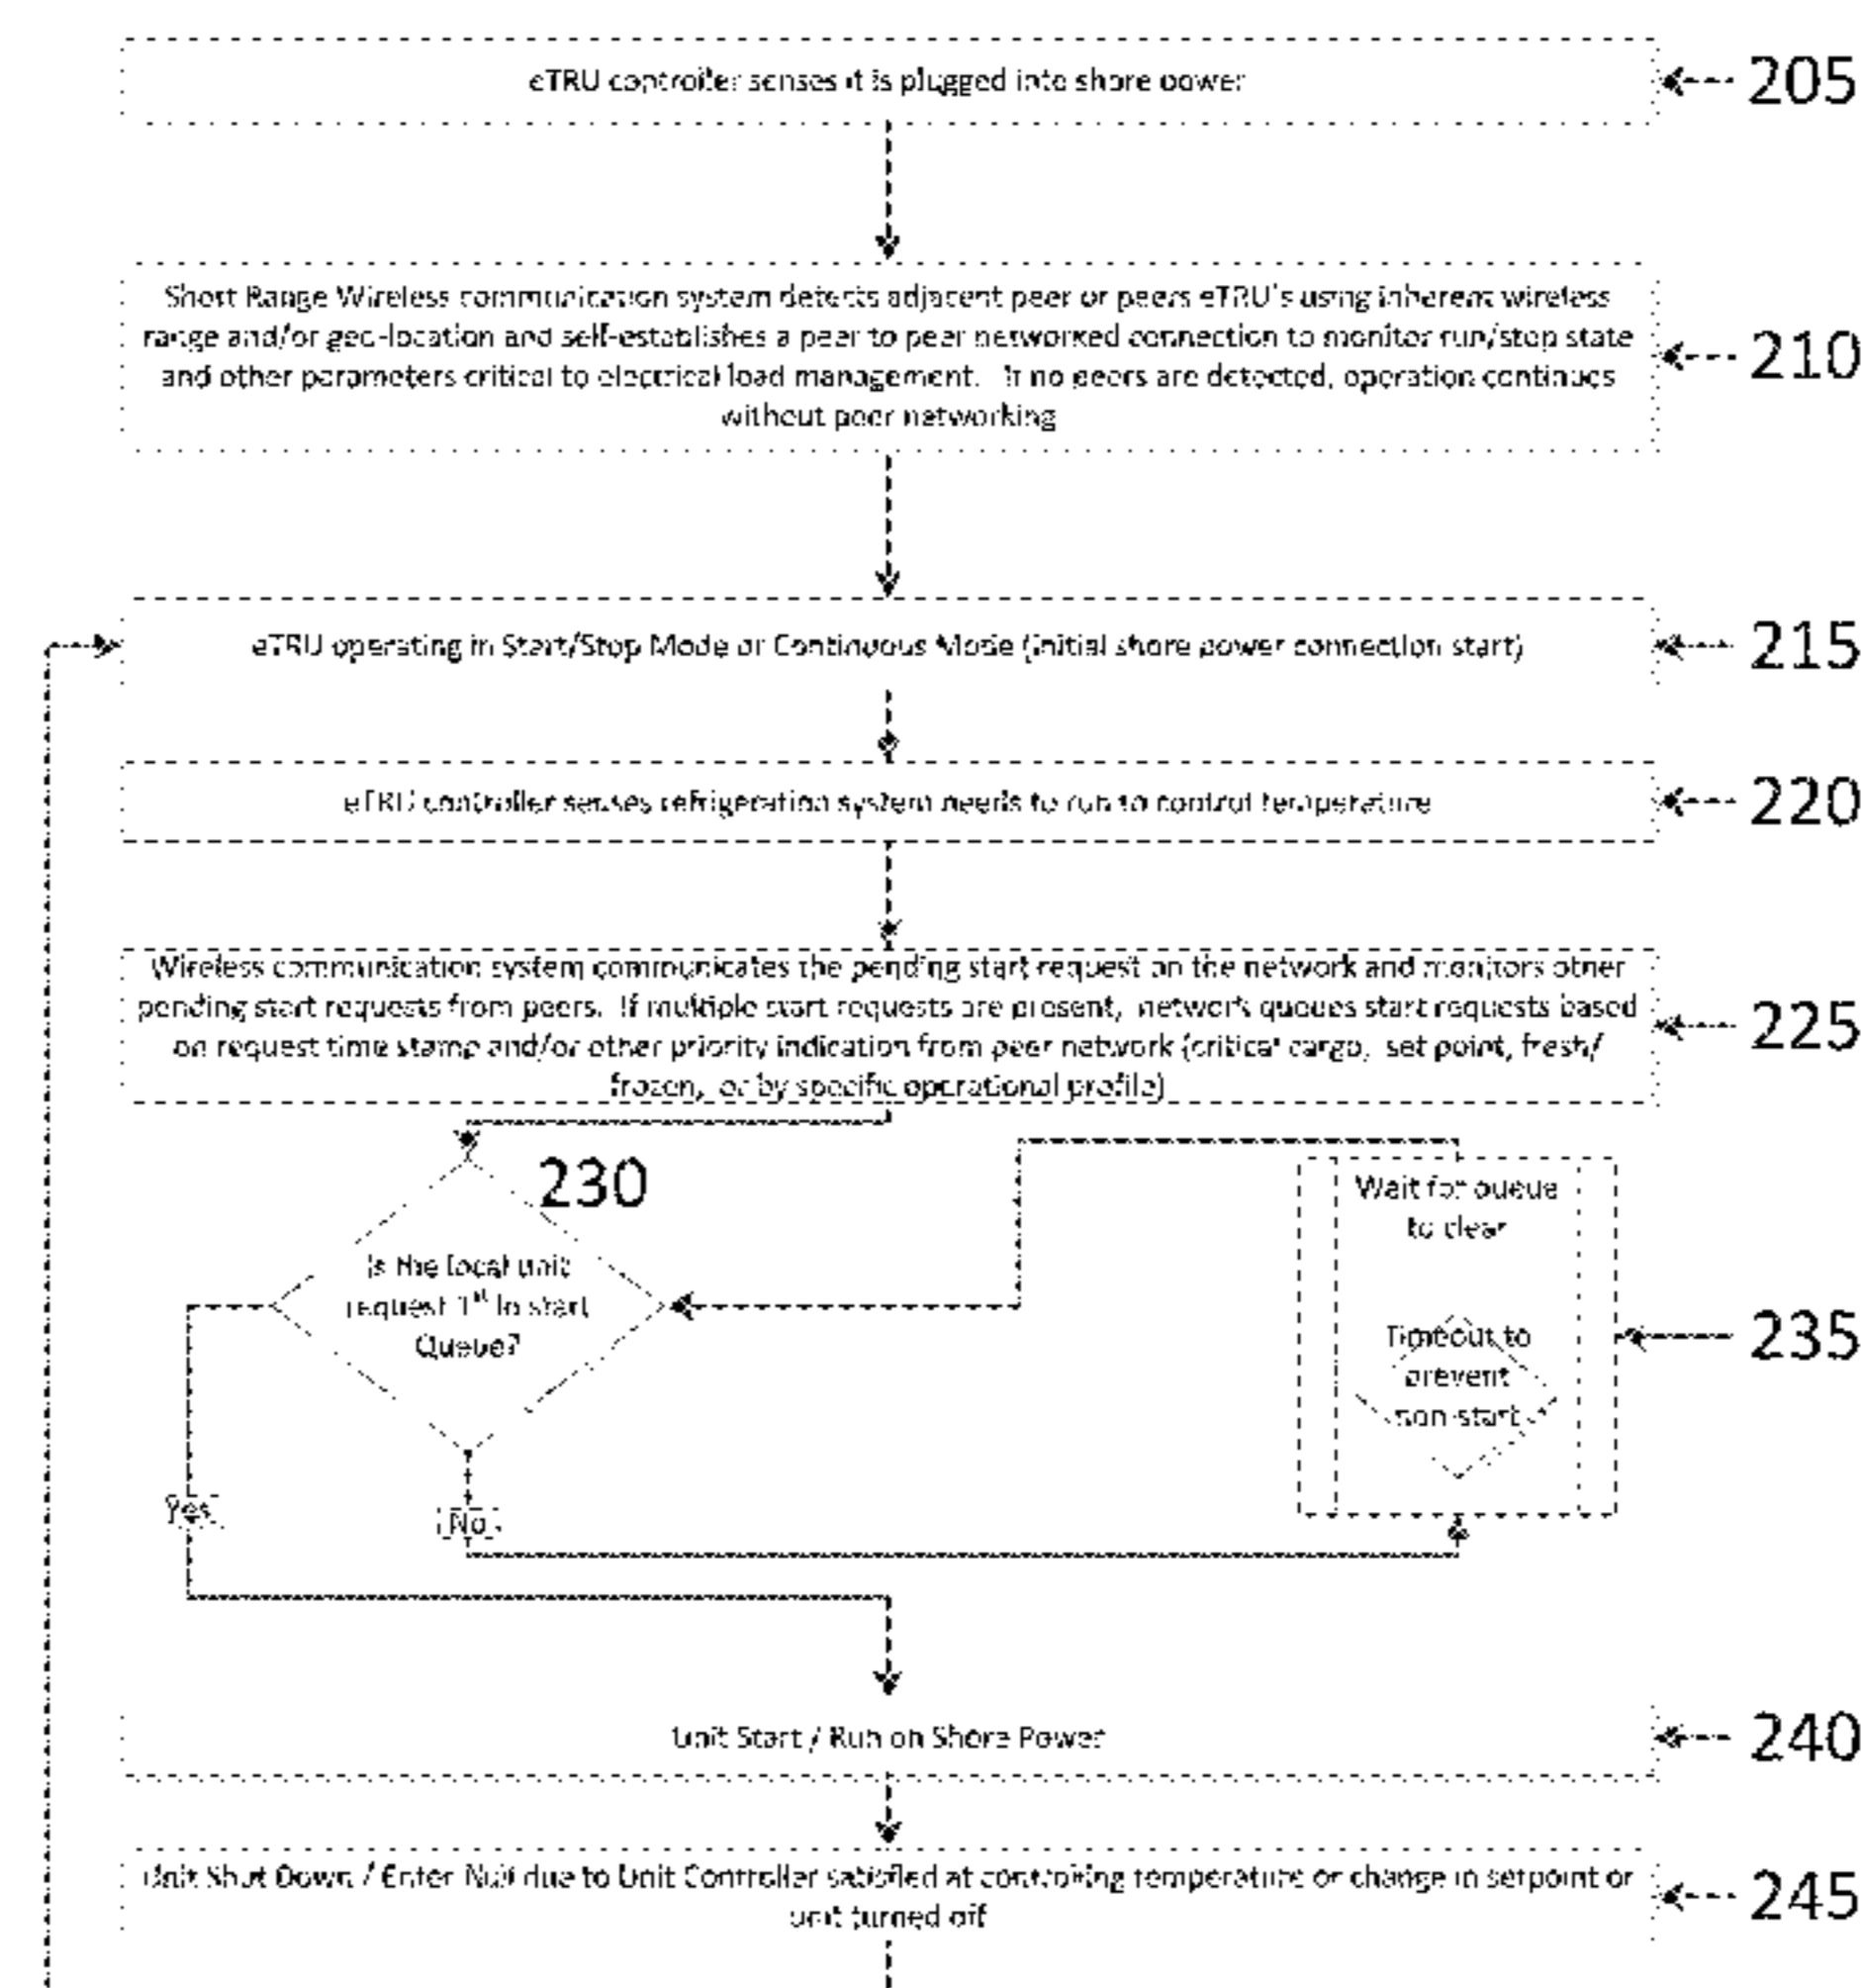 eTRU controller senses it is plugged into shore power
205
Short Range Wireless communication system detects adjacent peer or peers eTRU's using inherent wireless
range and/or geo-location and self-establishes a peer to peer networked connection to monitor run/stop state
and other parameters critical to electrical load management. If no peers are detected, operation continues
without peer networking
210
eTRU operating in Start/Stop Mode or Continuous Mode (initial shore power connection start)
215
eTRU controller senses refrigeration system needs to run to control temperature
220
Wireless communication system communicates the pending start request on the network and monitors other
pending start requests from peers. If multiple start requests are present, network queues start requests based
on request time stamp and/or other priority indication from peer network (critical cargo, set point, fresh/
frozen, or by specific operational profile)
225
230
Is the local unit
request 1st in start
Queue?
Wait for queue
to clear
Timeout to
prevent
non-start
235
Yes
No
Unit Start / Run on Shore Power
240
Unit Shut Down / Enter Null due to Unit Controller satisfied at controlling temperature or change in setpoint or
unit turned off
245